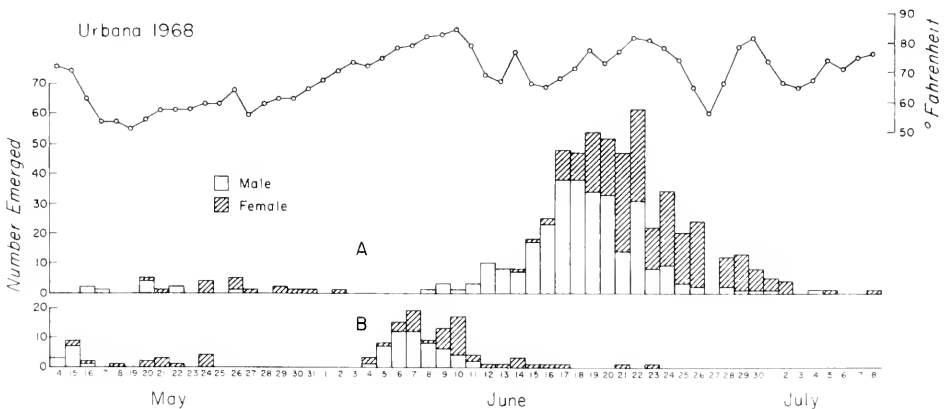 Urbana 1968
90
80
70
60
50
° Fahrenheit
70
60
50
40
30
20
10
0
Number Emerged
Male
Female
A
20
10
0
B
4 15 16 7 8 19 20 21 22 23 24 25 26 27 28 29 30 31 1 2 3 4 5 6 7 8 9 10 11 12 13 14 15 16 17 18 19 20 21 22 23 24 25 26 27 28 29 30 2 3 4 5 6 7 8
May June July